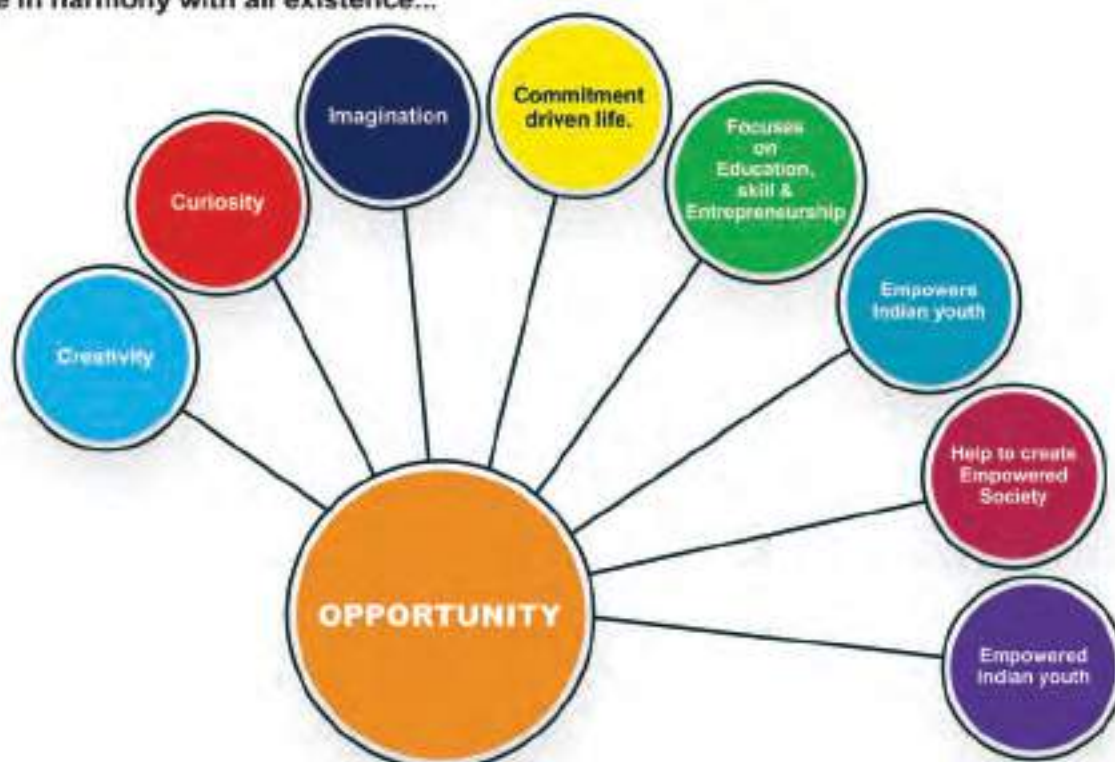 in harmony with all existence...
Imagination
Commitment
driven life.
Focuses
on
Education,
skill &
Entrepreneurship
Curiosity
Empowers
Indian youth
Creativity
Help to create
Empowered
Society
OPPORTUNITY
Empowered
Indian youth